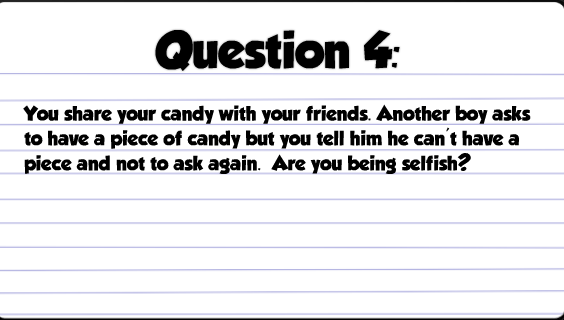 Question 4:
You share your candy with your friends. Another boy asks
to have a piece of candy but you tell him he can't have a
piece and not to ask again. Are you being selfish?